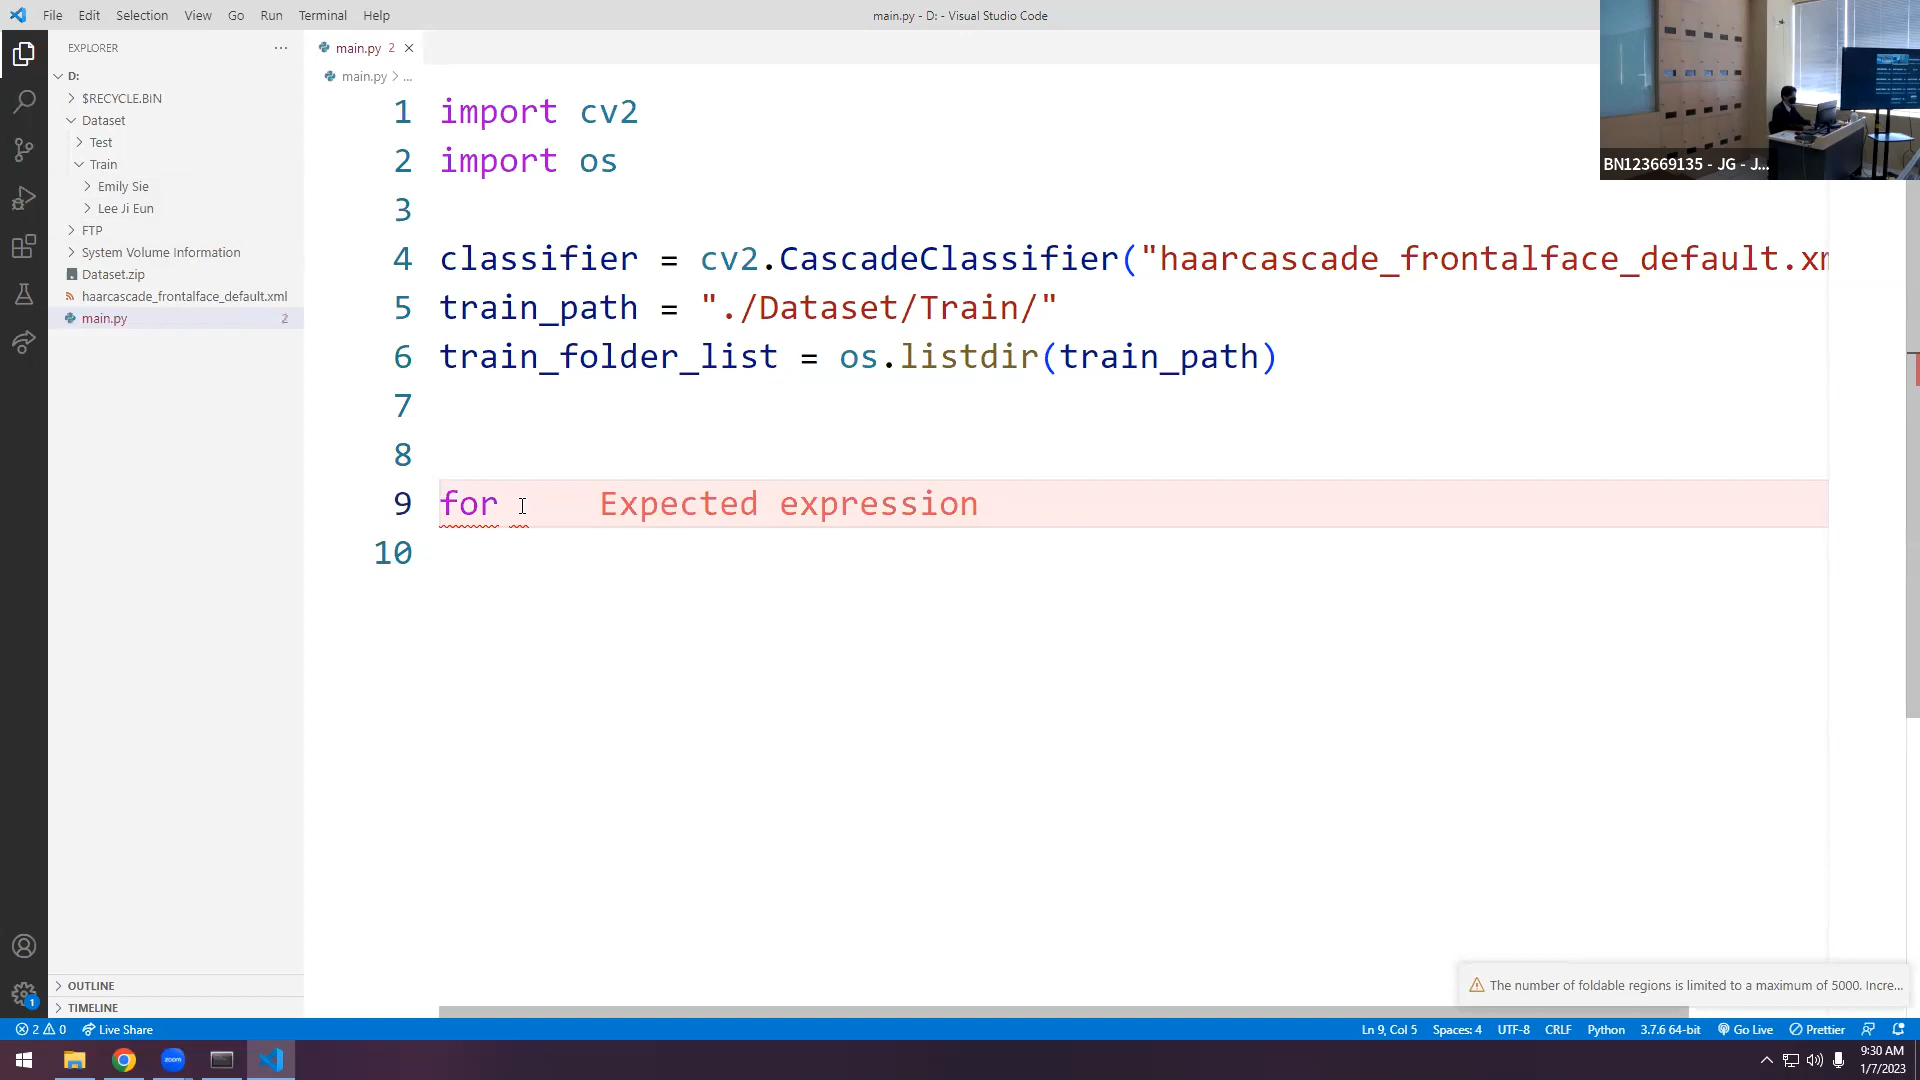 File Edit Selection View Go Run Terminal Help
main.py - D: - Visual Studio Code
EXPLORER
D:
$RECYCLE.BIN
Dataset
Test
Train
Emily Sie
Lee Ji Eun
FTP
System Volume Information
Dataset.zip
haarcascade_frontalface_default.xml
main.py 2
OUTLINE
TIMELINE
main.py 2
main.py > ...
1 import cv2
2 import os
3
4 classifier = cv2.CascadeClassifier("haarcascade_frontalface_default.xm
5 train_path = "./Dataset/Train/"
6 train_folder_list = os.listdir(train_path)
7
8
9 for Expected expression
10
BN123669135 - JG - J...
The number of foldable regions is limited to a maximum of 5000. Incre...
1
2 0 Live Share
Ln 9, Col 5 Spaces: 4 UTF-8 CRLF Python 3.7.6 64-bit Go Live Prettier
zoom
9:30 AM
1/7/2023